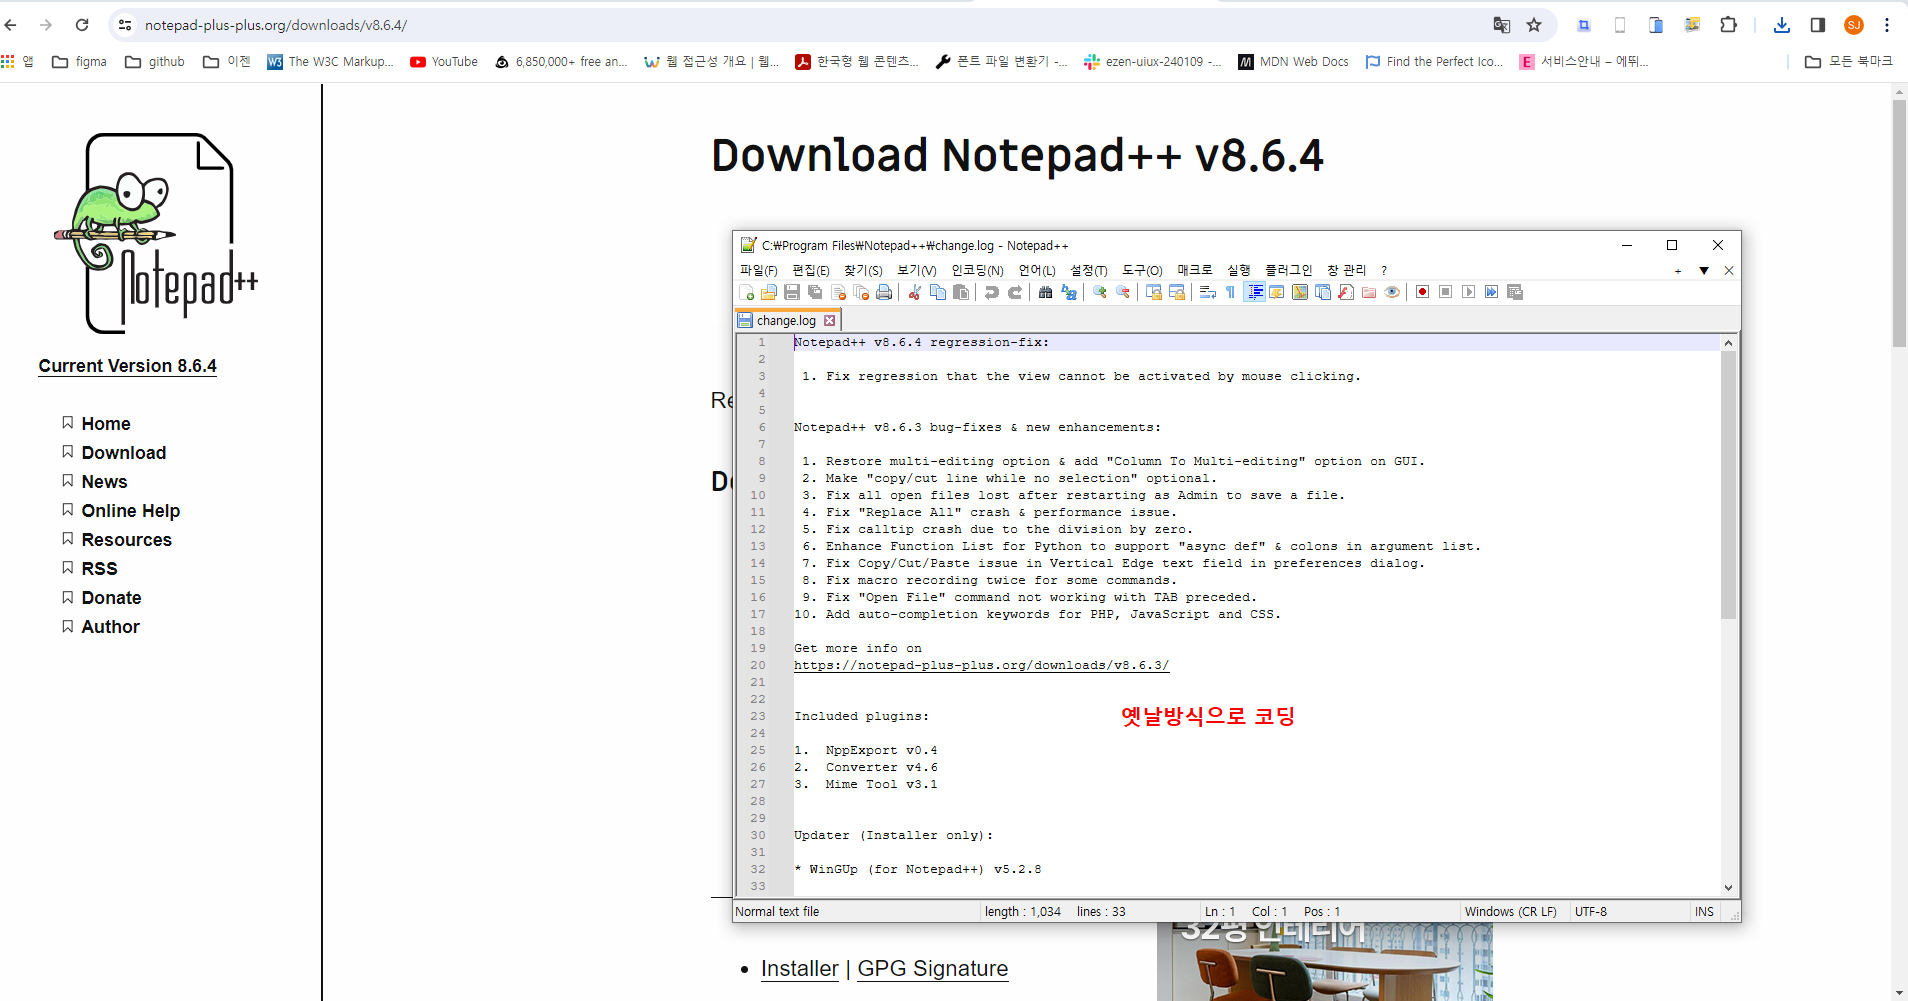 notepad-plus-plus.org/downloads/v8.6.4/
SJ
앱
figma
github
이젠
W3
The W3C Markup...
YouTube
6,850,000+ free an...
웹 접근성 개요 | 웹...
한국형 웹 콘텐츠...
폰트 파일 변환기 -...
ezen-uiux-240109 -...
M
MDN Web Docs
Find the Perfect Ico...
E
서비스안내 – 에뛰...
모든 북마크
Notepad++
Current Version 8.6.4
Home
Download
News
Online Help
Resources
RSS
Donate
Author
Download Notepad++ v8.6.4
C:₩Program Files₩Notepad++₩change.log - Notepad++
파일(F) 편집(E) 찾기(S) 보기(V) 인코딩(N) 언어(L) 설정(T) 도구(O) 매크로 실행 플러그인 창 관리 ?
+ ▼ ✕
change.log
1 Notepad++ v8.6.4 regression-fix:
2
3 1. Fix regression that the view cannot be activated by mouse clicking.
4
5
6 Notepad++ v8.6.3 bug-fixes & new enhancements:
7
8 1. Restore multi-editing option & add "Column To Multi-editing" option on GUI.
9 2. Make "copy/cut line while no selection" optional.
10 3. Fix all open files lost after restarting as Admin to save a file.
11 4. Fix "Replace All" crash & performance issue.
12 5. Fix calltip crash due to the division by zero.
13 6. Enhance Function List for Python to support "async def" & colons in argument list.
14 7. Fix Copy/Cut/Paste issue in Vertical Edge text field in preferences dialog.
15 8. Fix macro recording twice for some commands.
16 9. Fix "Open File" command not working with TAB preceded.
17 10. Add auto-completion keywords for PHP, JavaScript and CSS.
18
19 Get more info on
20 https://notepad-plus-plus.org/downloads/v8.6.3/
21
22
23 Included plugins:
옛날방식으로 코딩
24
25 1. NppExport v0.4
26 2. Converter v4.6
27 3. Mime Tool v3.1
28
29
30 Updater (Installer only):
31
32 * WinGUp (for Notepad++) v5.2.8
33
Normal text file
length : 1,034 lines : 33
Ln : 1 Col : 1 Pos : 1
Windows (CR LF)
UTF-8
INS
Re
32평 인테리어
• Installer | GPG Signature